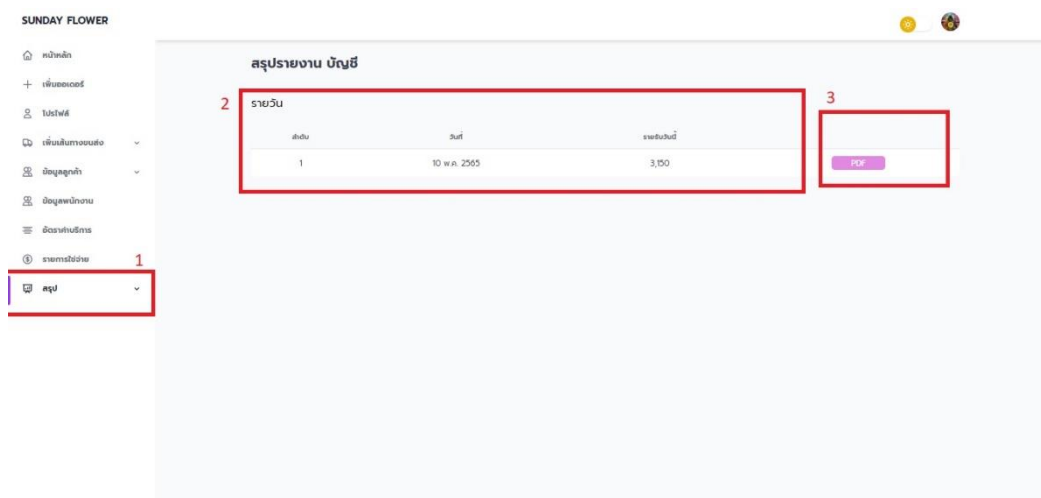 SUNDAY FLOWER
หน้าหลัก
เพิ่มออเดอร์
โปรไฟล์
เพิ่มเส้นทางขนส่ง
ข้อมูลลูกค้า
ข้อมูลพนักงาน
อัตราค่าบริการ
รายการใช้จ่าย
1
สรุป
สรุปรายงาน บัญชี
2
รายวัน
3
ลำดับ วันที่ รายรับวันนี้
1 10 พ.ค. 2565 3,150 PDF